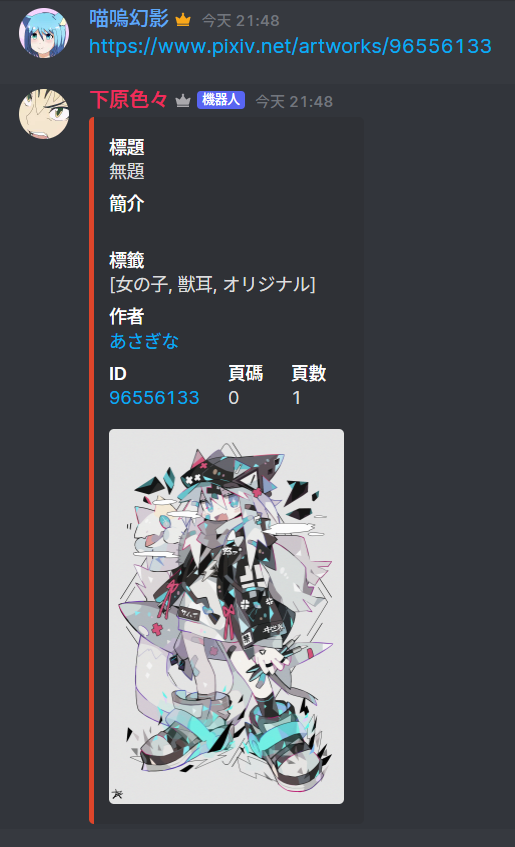 喵嗚幻影 今天 21:48
https://www.pixiv.net/artworks/96556133
下原色々 機器人 今天 21:48
標題
無題
簡介
標籤
[女の子, 獣耳, オリジナル]
作者
あさぎな
ID 頁碼 頁數
96556133 0 1